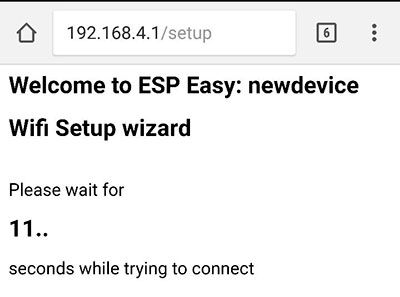 192.168.4.1/setup
6
Welcome to ESP Easy: newdevice
Wifi Setup wizard
Please wait for
11..
seconds while trying to connect